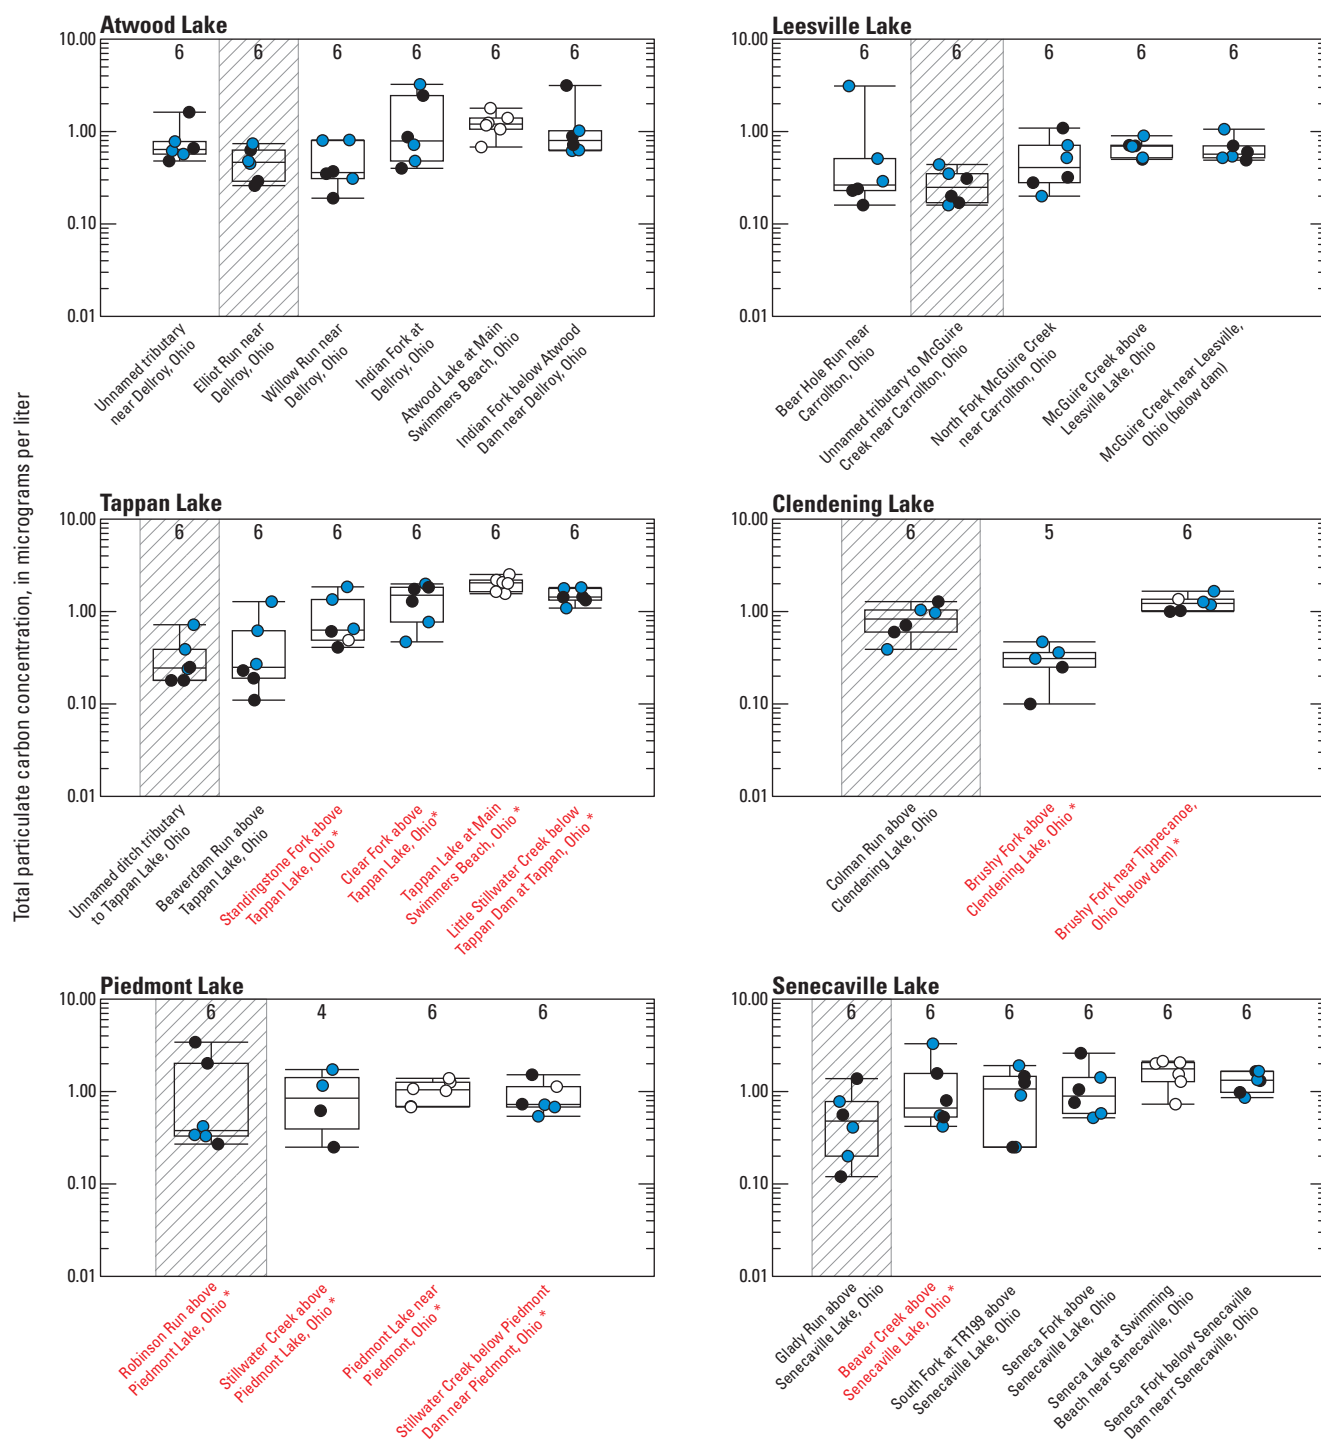 Total particulate carbon concentration, in micrograms per liter
Atwood Lake
10.00
1.00
0.10
0.01
6 6 6 6 6 6
Unnamed tributary
near Dellroy, Ohio
Elliot Run near
Dellroy, Ohio
Willow Run near
Dellroy, Ohio
Indian Fork at
Dellroy, Ohio
Atwood Lake at Main
Swimmers Beach, Ohio
Indian Fork below Atwood
Dam near Dellroy, Ohio
Leesville Lake
10.00
1.00
0.10
0.01
6 6 6 6 6
Bear Hole Run near
Carrollton, Ohio
Unnamed tributary to McGuire
Creek near Carrollton, Ohio
North Fork McGuire Creek
near Carrollton, Ohio
McGuire Creek above
Leesville Lake, Ohio
McGuire Creek near Leesville,
Ohio (below dam)
Tappan Lake
10.00
1.00
0.10
0.01
6 6 6 6 6 6
Unnamed ditch tributary
to Tappan Lake, Ohio
Beaverdam Run above
Tappan Lake, Ohio
Standingstone Fork above
Tappan Lake, Ohio *
Clear Fork above
Tappan Lake, Ohio*
Tappan Lake at Main
Swimmers Beach, Ohio *
Little Stillwater Creek below
Tappan Dam at Tappan, Ohio *
Clendening Lake
10.00
1.00
0.10
0.01
6 5 6
Colman Run above
Clendening Lake, Ohio
Brushy Fork above
Clendening Lake, Ohio *
Brushy Fork near Tippecanoe,
Ohio (below dam) *
Piedmont Lake
10.00
1.00
0.10
0.01
6 4 6 6
Robinson Run above
Piedmont Lake, Ohio *
Stillwater Creek above
Piedmont Lake, Ohio *
Piedmont Lake near
Piedmont, Ohio *
Stillwater Creek below Piedmont
Dam near Piedmont, Ohio *
Senecaville Lake
10.00
1.00
0.10
0.01
6 6 6 6 6 6
Glady Run above
Senecaville Lake, Ohio
Beaver Creek above
Senecaville Lake, Ohio *
South Fork at TR199 above
Senecaville Lake, Ohio
Seneca Fork above
Senecaville Lake, Ohio
Seneca Lake at Swimming
Beach near Senecaville, Ohio
Seneca Fork below Senecaville
Dam nearr Senecaville, Ohio